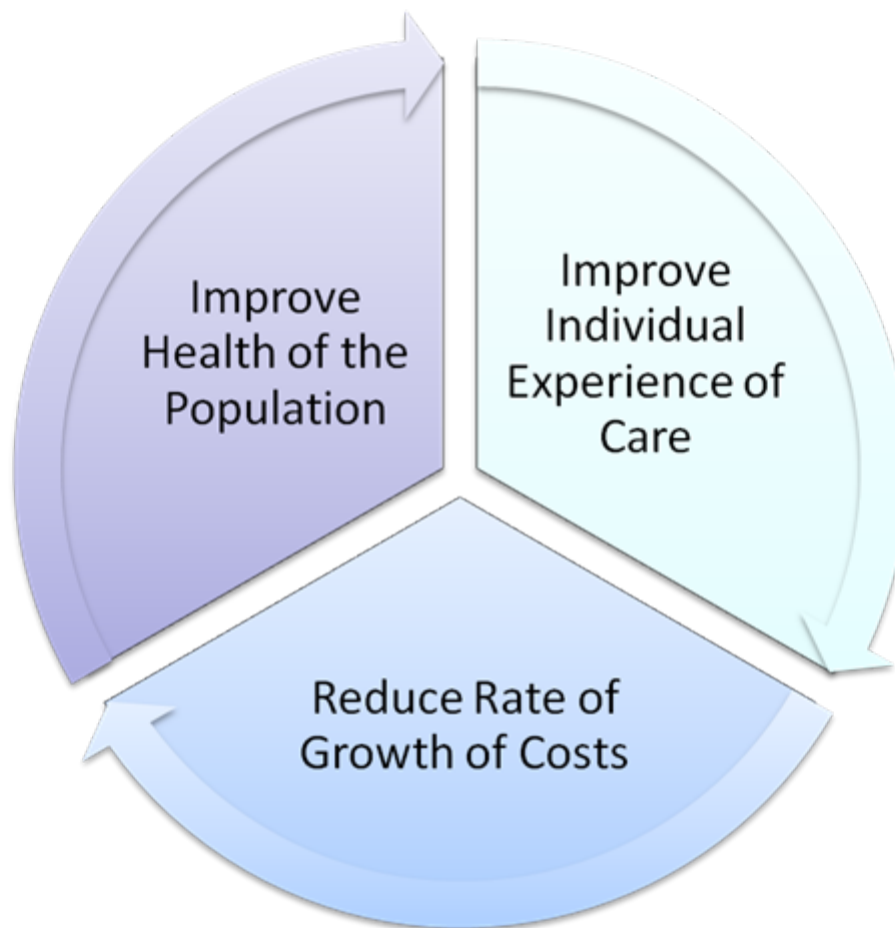 Improve
Health of the
Population
Improve
Individual
Experience of
Care
Reduce Rate of
Growth of Costs